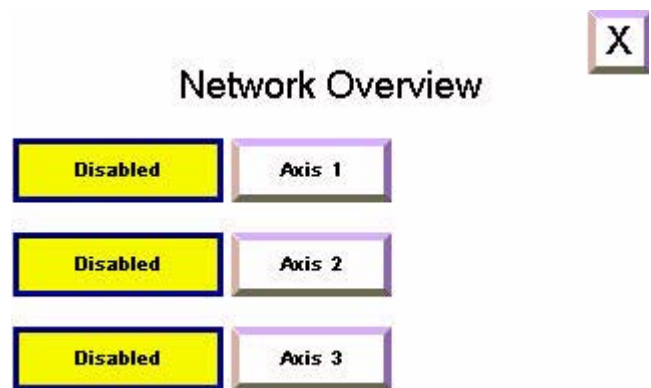 X
Network Overview
Disabled Axis 1
Disabled Axis 2
Disabled Axis 3